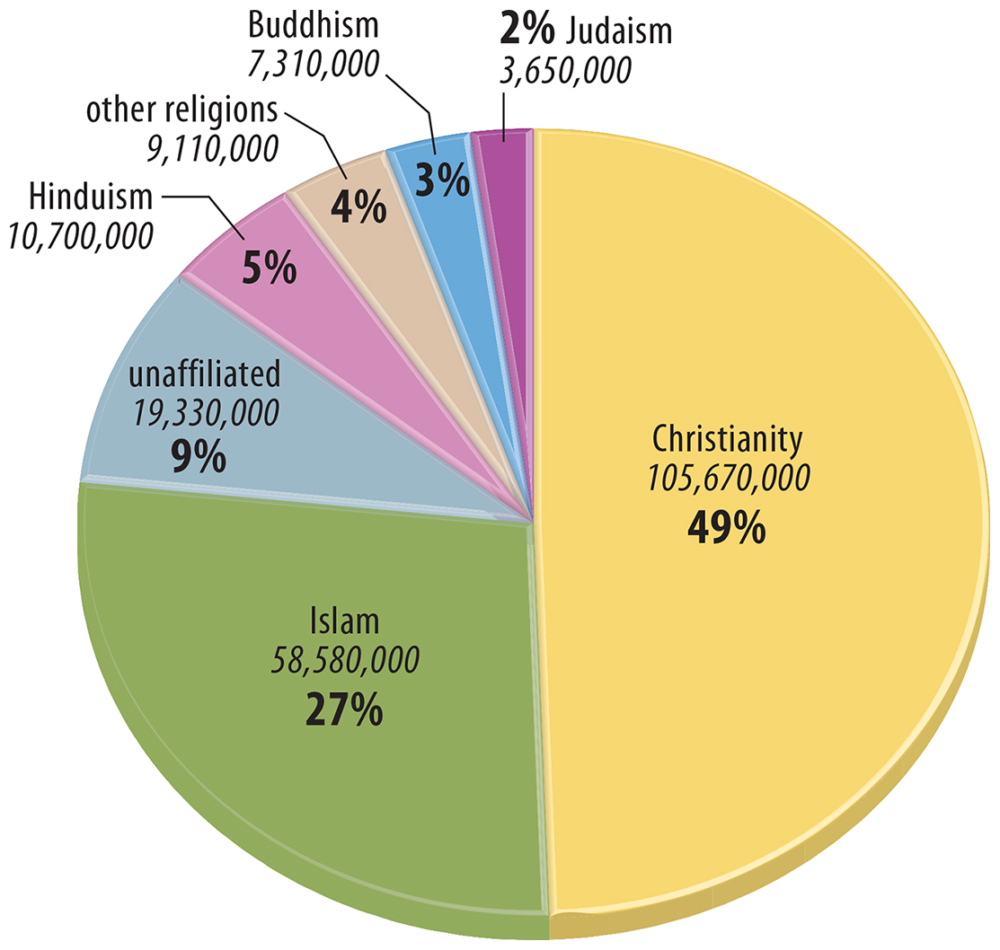 Buddhism
7,310,000
2% Judaism
3,650,000
other religions
9,110,000
3%
4%
Hinduism
10,700,000
5%
unaffiliated
19,330,000
9%
Christianity
105,670,000
49%
Islam
58,580,000
27%